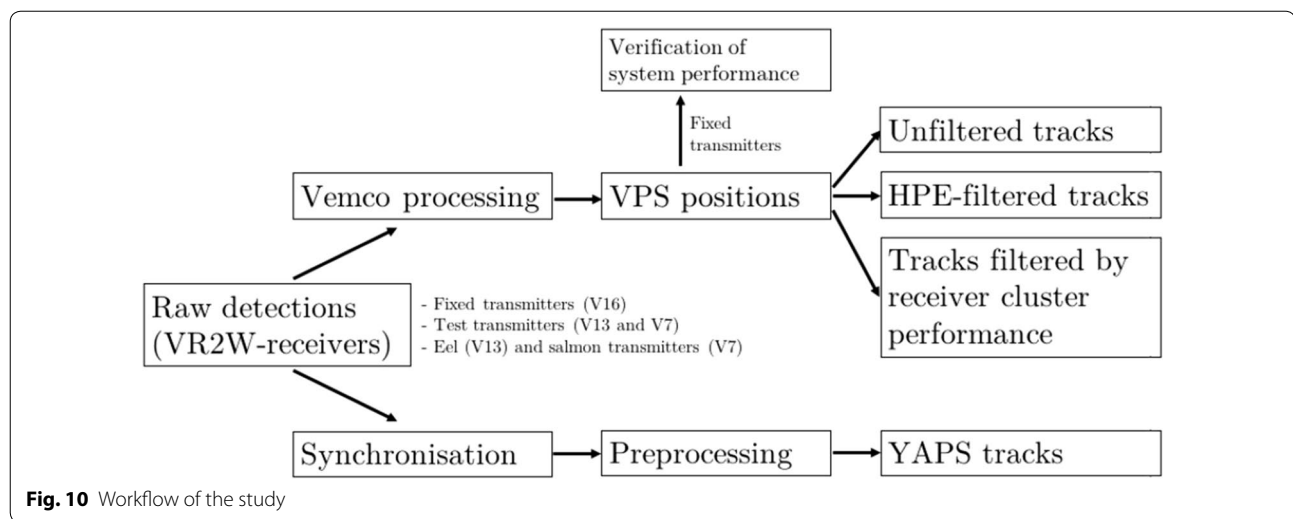 Verification of
system performance
Fixed
transmitters
Unfiltered tracks
Vemco processing
VPS positions
HPE-filtered tracks
Tracks filtered by
receiver cluster
performance
Raw detections
(VR2W-receivers)
- Fixed transmitters (V16)
- Test transmitters (V13 and V7)
- Eel (V13) and salmon transmitters (V7)
Synchronisation
Preprocessing
YAPS tracks
Fig. 10 Workflow of the study